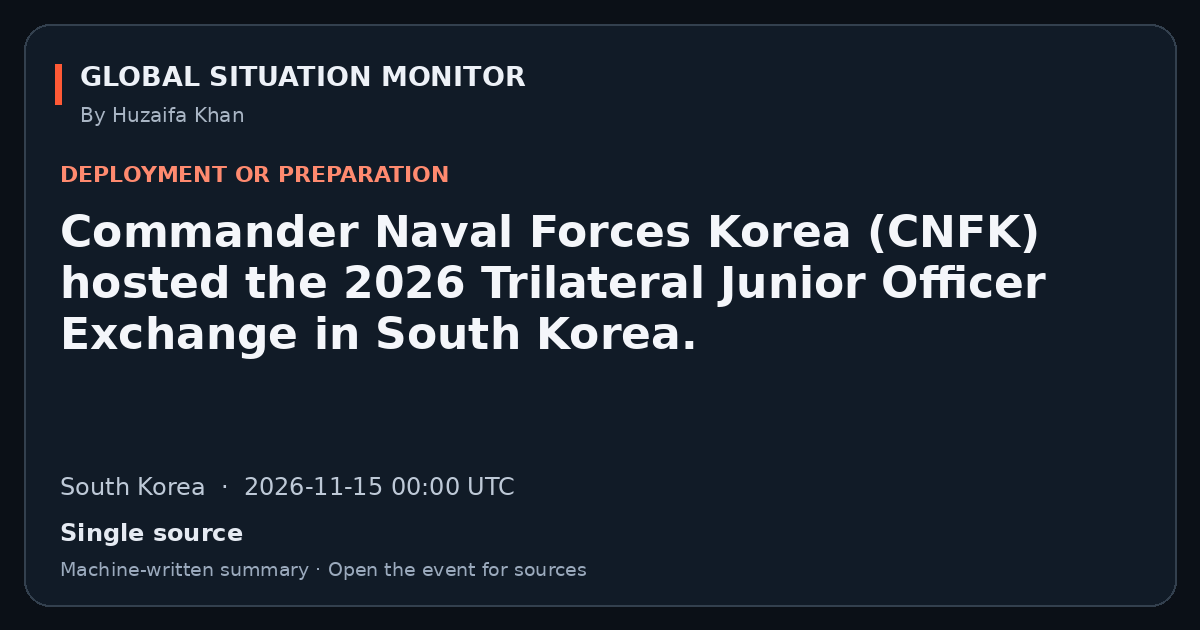 GLOBAL SITUATION MONITOR
By Huzaifa Khan
DEPLOYMENT OR PREPARATION
Commander Naval Forces Korea (CNFK)
hosted the 2026 Trilateral Junior Officer
Exchange in South Korea.
South Korea · 2026-11-15 00:00 UTC
Single source
Machine-written summary · Open the event for sources